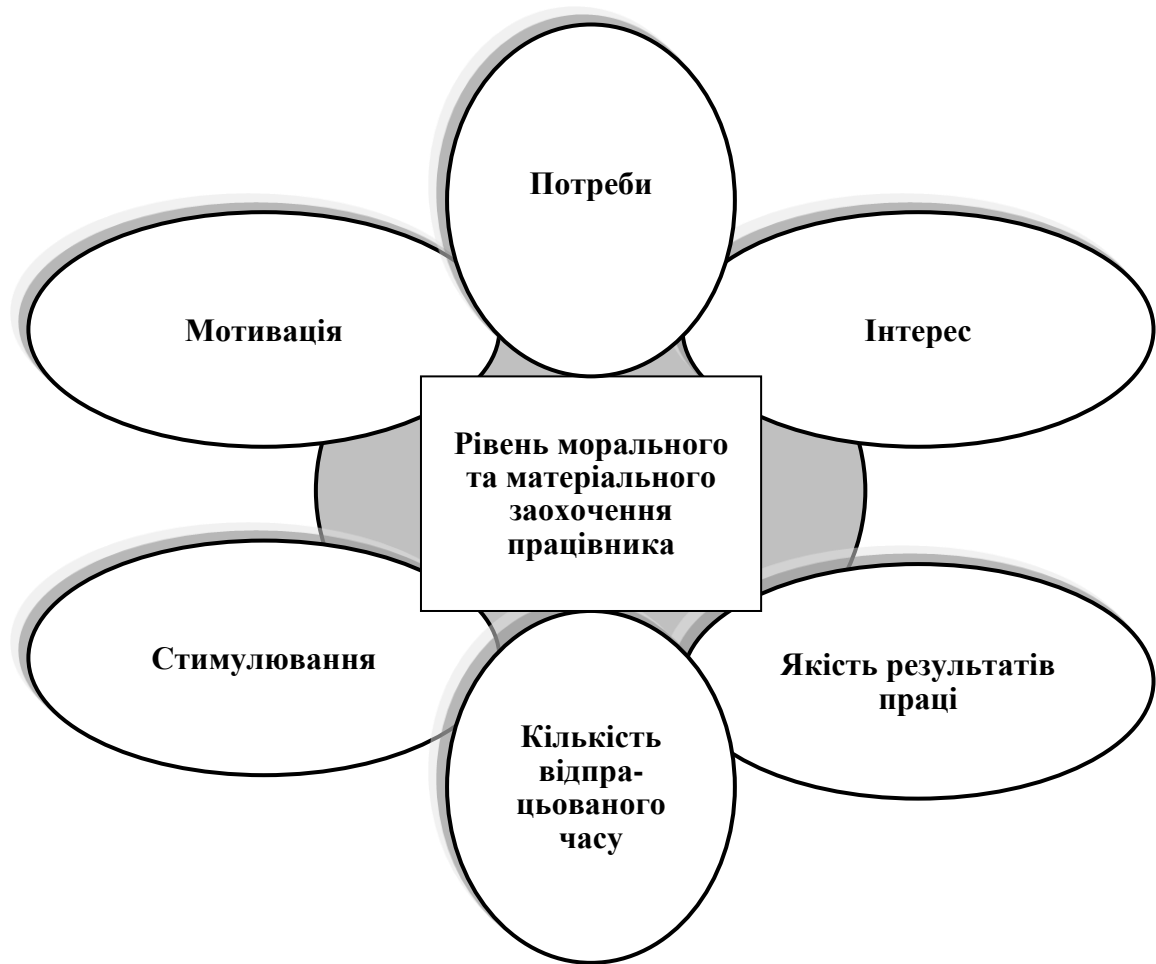 Потреби
Мотивація
Інтерес
Рівень морального
та матеріального
заохочення
працівника
Стимулювання
Якість результатів
праці
Кількість
відпра-
цьованого
часу